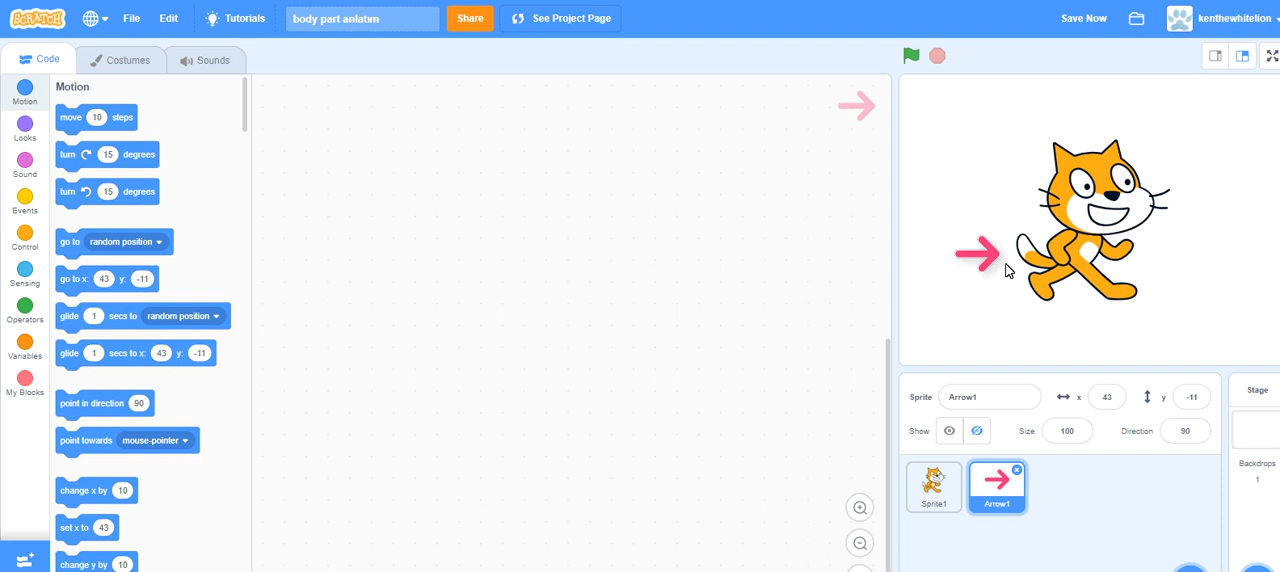 SCRATCH File Edit Tutorials body part anlatım Share See Project Page Save Now kenthewhitelion
Code Costumes Sounds
Motion
Looks
Sound
Events
Control
Sensing
Operators
Variables
My Blocks
Motion
move 10 steps
turn 15 degrees
turn 15 degrees
go to random position
go to x: 43 y: -11
glide 1 secs to random position
glide 1 secs to x: 43 y: -11
point in direction 90
point towards mouse-pointer
change x by 10
set x to 43
change y by 10
Sprite Arrow1 x 43 y -11
Show Size 100 Direction 90
Sprite1 Arrow1
Stage
Backdrops
1